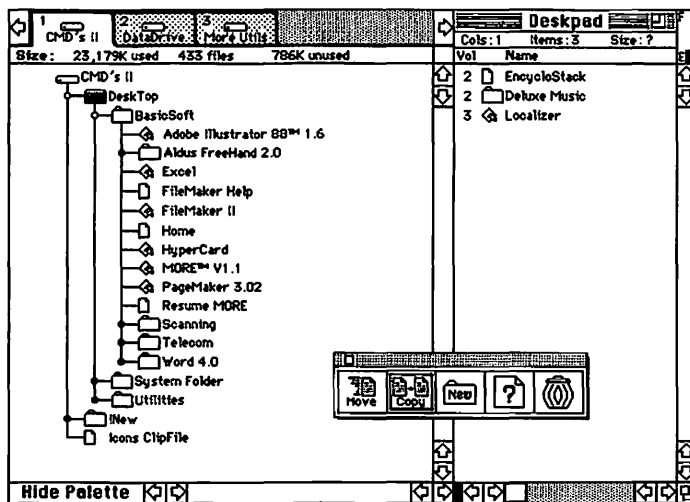 1 CMD's II
2 DataDrive
3 More Utils
Size: 23,179K used 433 files 786K unused
CMD's II
DeskTop
BasicSoft
Adobe Illustrator 88™ 1.6
Aldus FreeHand 2.0
Excel
FileMaker Help
FileMaker II
Home
HyperCard
MORE™ V1.1
PageMaker 3.02
Resume MORE
Scanning
Telecom
Word 4.0
System Folder
Utilities
!New
Icons ClipFile
Hide Palette
Deskpad
Cols:1 Items:3 Size:?
Vol Name
2 EncycloStack
2 Deluxe Music
3 Localizer
Move
Copy
New
?